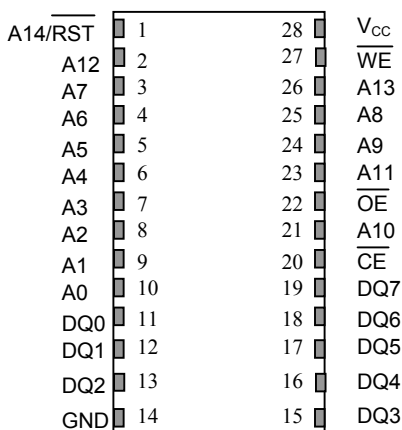 A14/RST 1 28 VCC
A12 2 27 WE
A7 3 26 A13
A6 4 25 A8
A5 5 24 A9
A4 6 23 A11
A3 7 22 OE
A2 8 21 A10
A1 9 20 CE
A0 10 19 DQ7
DQ0 11 18 DQ6
DQ1 12 17 DQ5
DQ2 13 16 DQ4
GND 14 15 DQ3